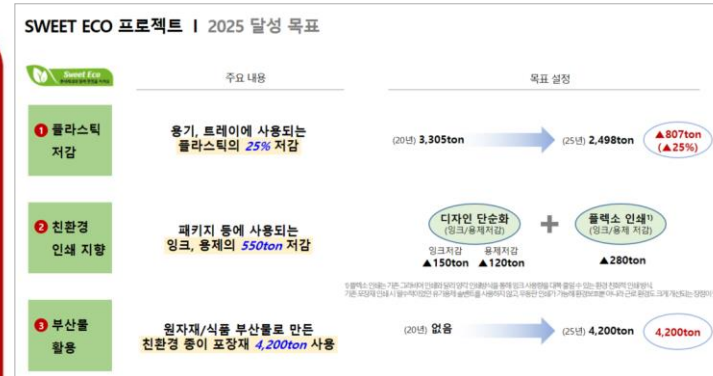 SWEET ECO 프로젝트 I 2025 달성 목표
Sweet Eco
주요 내용
목표 설정
1 플라스틱
저감
용기, 트레이에 사용되는
플라스틱의 25% 저감
(20년) 3,305ton
(25년) 2,498ton
▲807ton
(▲25%)
2 친환경
인쇄 지향
패키지 등에 사용되는
잉크, 용제의 550ton 저감
디자인 단순화
(잉크/용제저감)
잉크저감 용제저감
▲150ton ▲120ton
+
플렉소 인쇄1)
(잉크/용제 저감)
▲280ton
3 부산물
활용
원자재/식품 부산물로 만든
친환경 종이 포장재 4,200ton 사용
(20년) 없음
(25년) 4,200ton
4,200ton